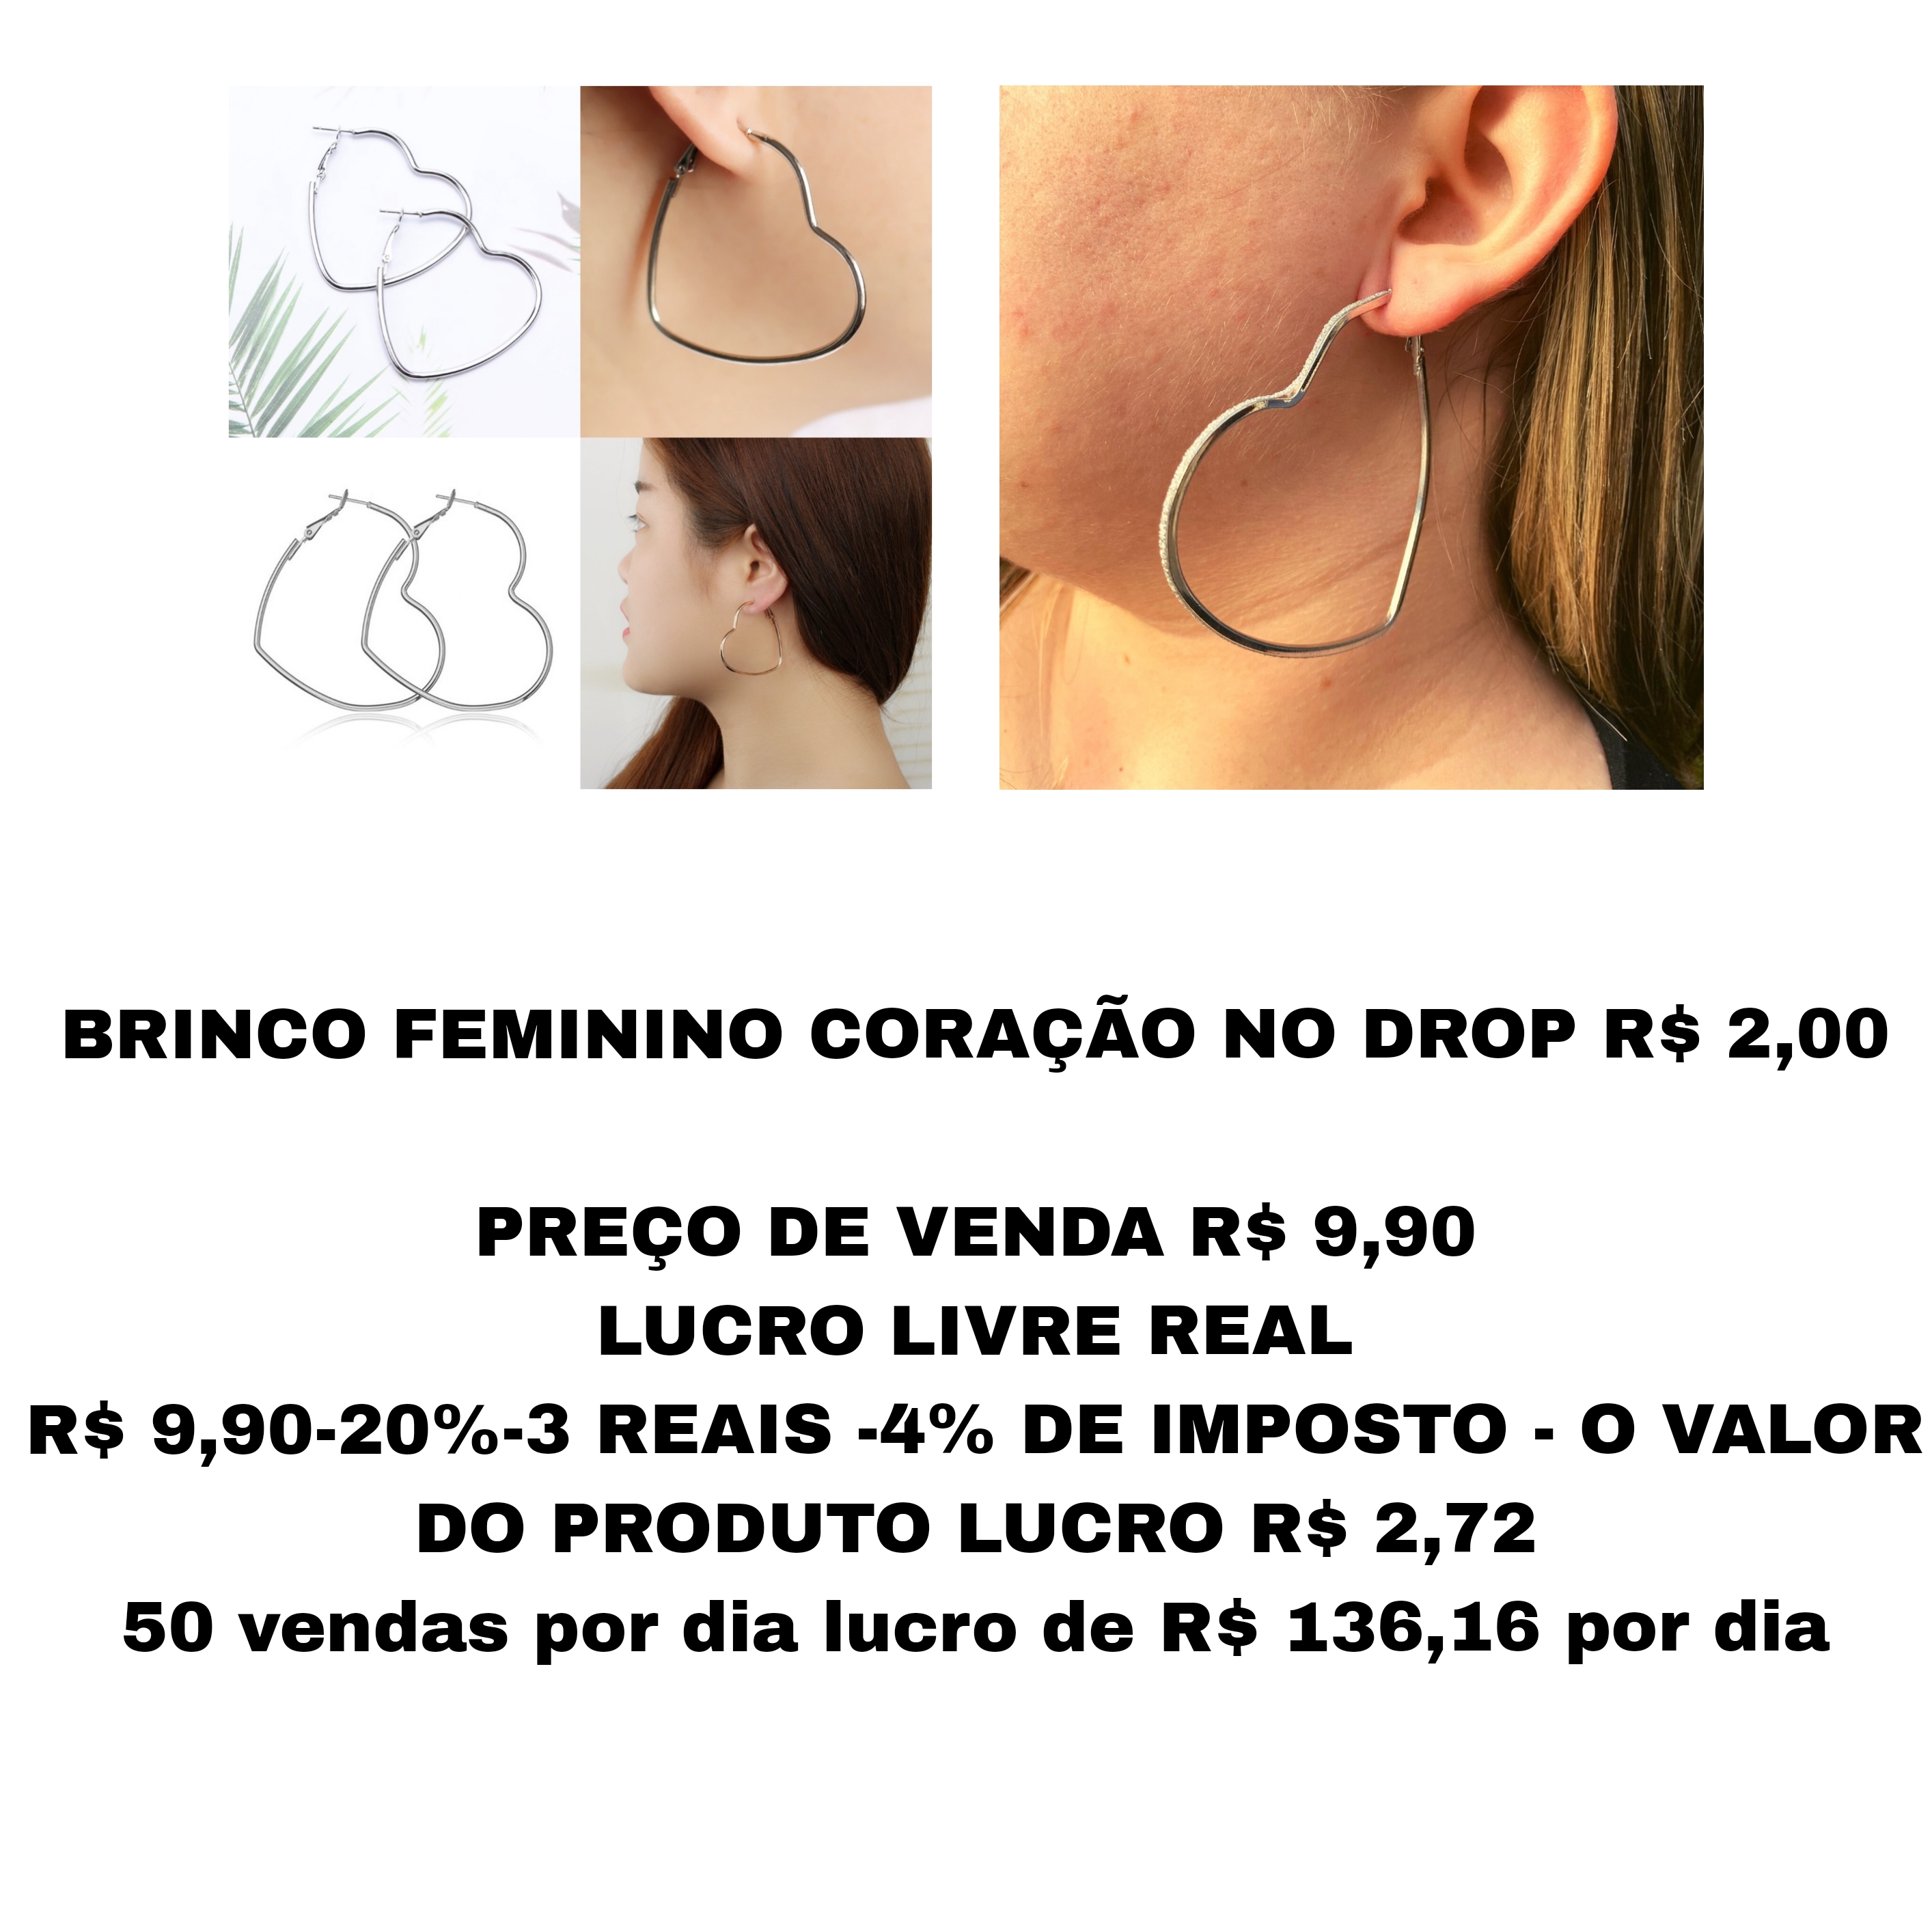 BRINCO FEMININO CORAÇÃO NO DROP R$ 2,00
PREÇO DE VENDA R$ 9,90
LUCRO LIVRE REAL
R$ 9,90-20%-3 REAIS -4% DE IMPOSTO - O VALOR
DO PRODUTO LUCRO R$ 2,72
50 vendas por dia lucro de R$ 136,16 por dia